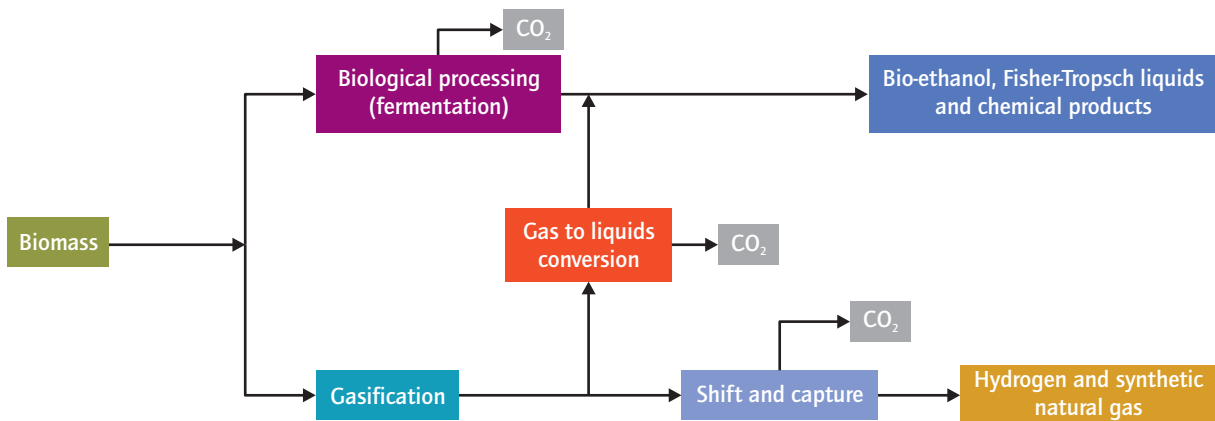 CO₂
Biological processing
(fermentation)
Bio-ethanol, Fisher-Tropsch liquids
and chemical products
Biomass
Gas to liquids
conversion
CO₂
CO₂
Gasification
Shift and capture
Hydrogen and synthetic
natural gas